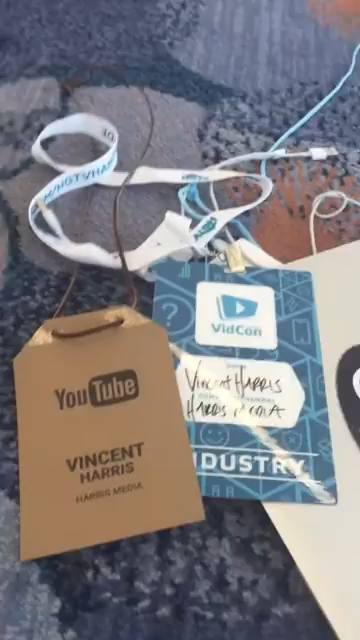 YouTube
VINCENT
HARRIS
HARRIS MEDIA
VidCon
VINCENT HARRIS
HARRIS MEDIA
INDUSTRY